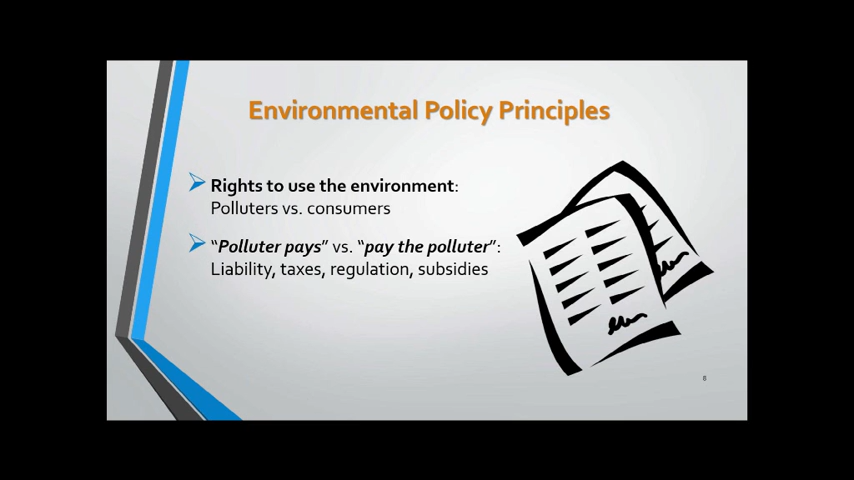 Environmental Policy Principles
Rights to use the environment:
Polluters vs. consumers
“Polluter pays” vs. “pay the polluter”:
Liability, taxes, regulation, subsidies
8